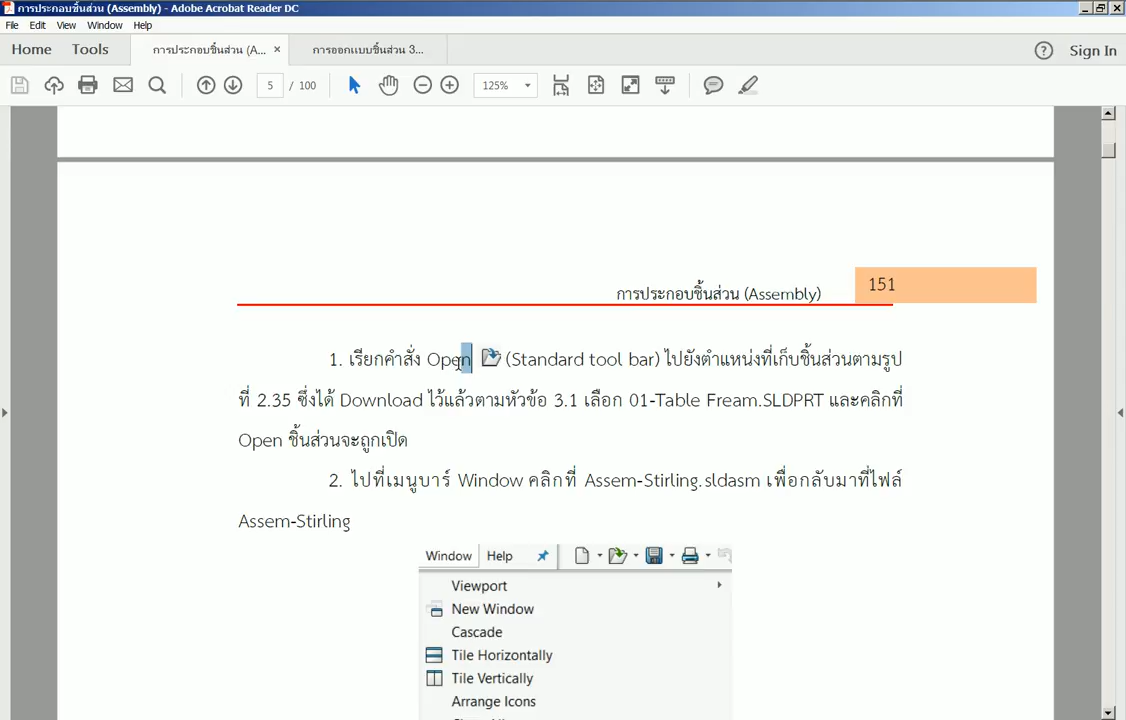 การประกอบชิ้นส่วน (Assembly) - Adobe Acrobat Reader DC
File Edit View Window Help
Home Tools การประกอบชิ้นส่วน (A... × การออกแบบชิ้นส่วน 3... ? Sign In
5 / 100 125%
การประกอบชิ้นส่วน (Assembly) 151
1. เรียกคำสั่ง Open (Standard tool bar) ไปยังตำแหน่งที่เก็บชิ้นส่วนตามรูป
ที่ 2.35 ซึ่งได้ Download ไว้แล้วตามหัวข้อ 3.1 เลือก 01-Table Fream.SLDPRT และคลิกที่
Open ชิ้นส่วนจะถูกเปิด
2. ไปที่เมนูบาร์ Window คลิกที่ Assem-Stirling.sldasm เพื่อกลับมาที่ไฟล์
Assem-Stirling
Window Help
Viewport
New Window
Cascade
Tile Horizontally
Tile Vertically
Arrange Icons